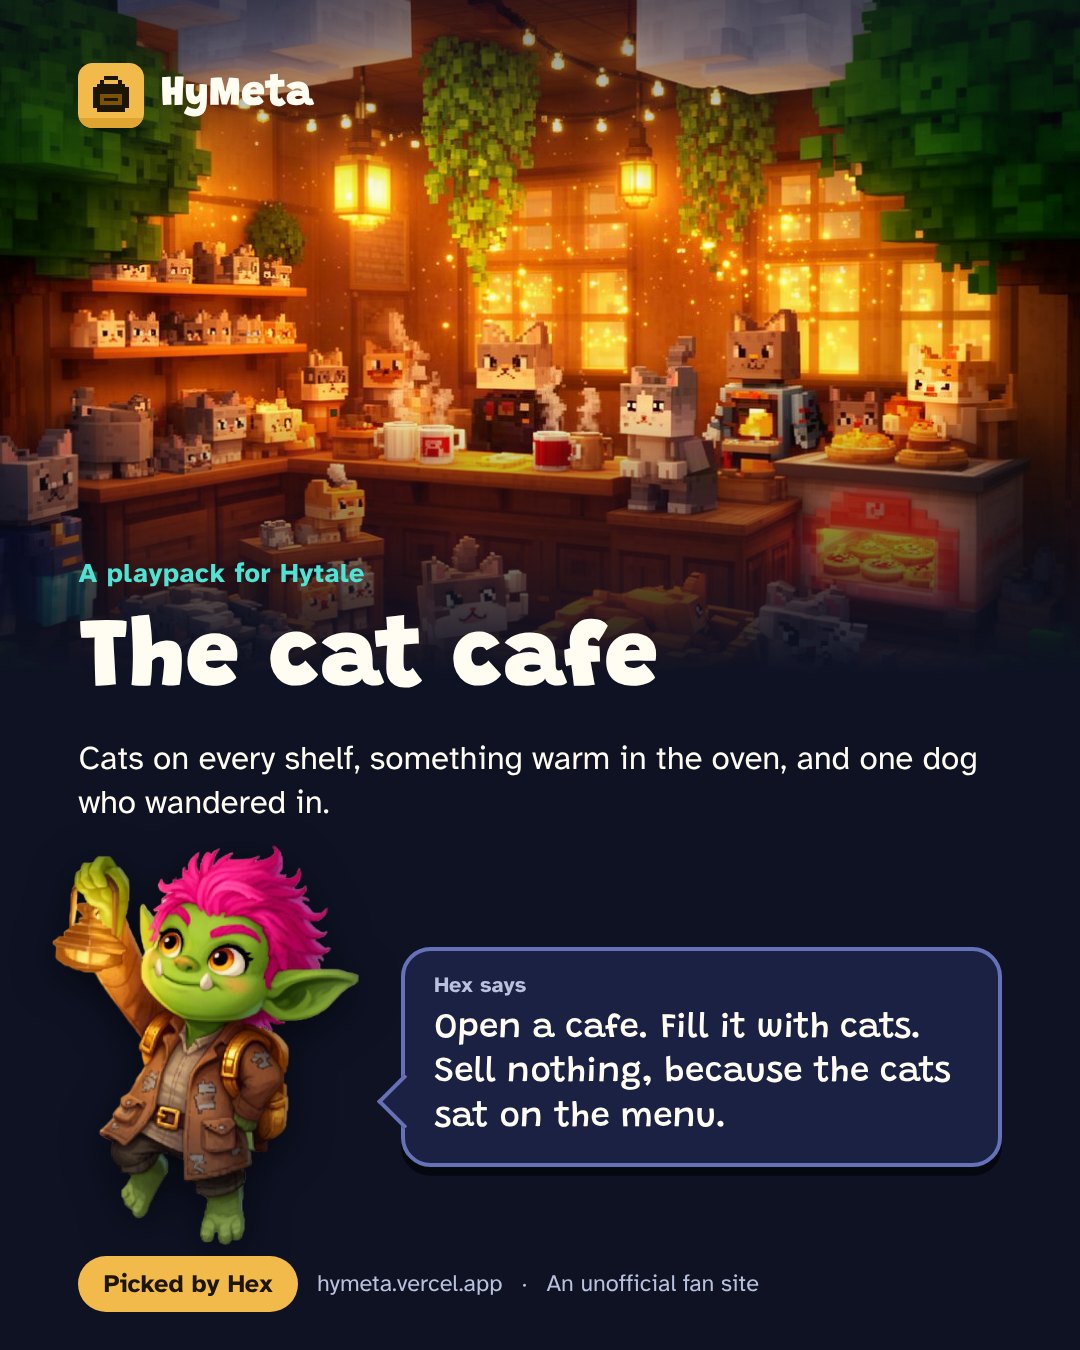 HyMeta
A playpack for Hytale
The cat cafe
Cats on every shelf, something warm in the oven, and one dog
who wandered in.
Hex says
Open a cafe. Fill it with cats.
Sell nothing, because the cats
sat on the menu.
Picked by Hex
hymeta.vercel.app · An unofficial fan site